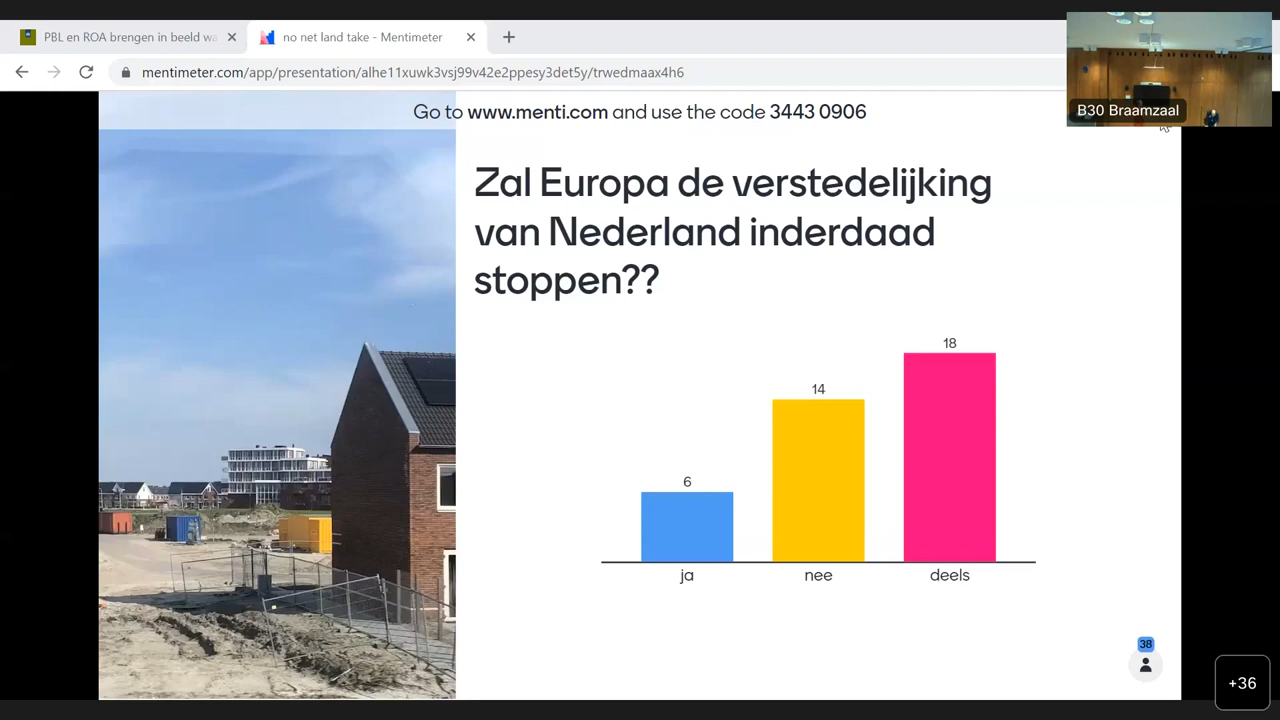 PBL en ROA brengen in beeld wa
no net land take - Mentimeter
mentimeter.com/app/presentation/alhe11xuwk3vsj99v42e2ppesy3det5y/trwedmaax4h6
B30 Braamzaal
Go to www.menti.com and use the code 3443 0906
Zal Europa de verstedelijking
van Nederland inderdaad
stoppen??
18
14
6
ja
nee
deels
38
+36